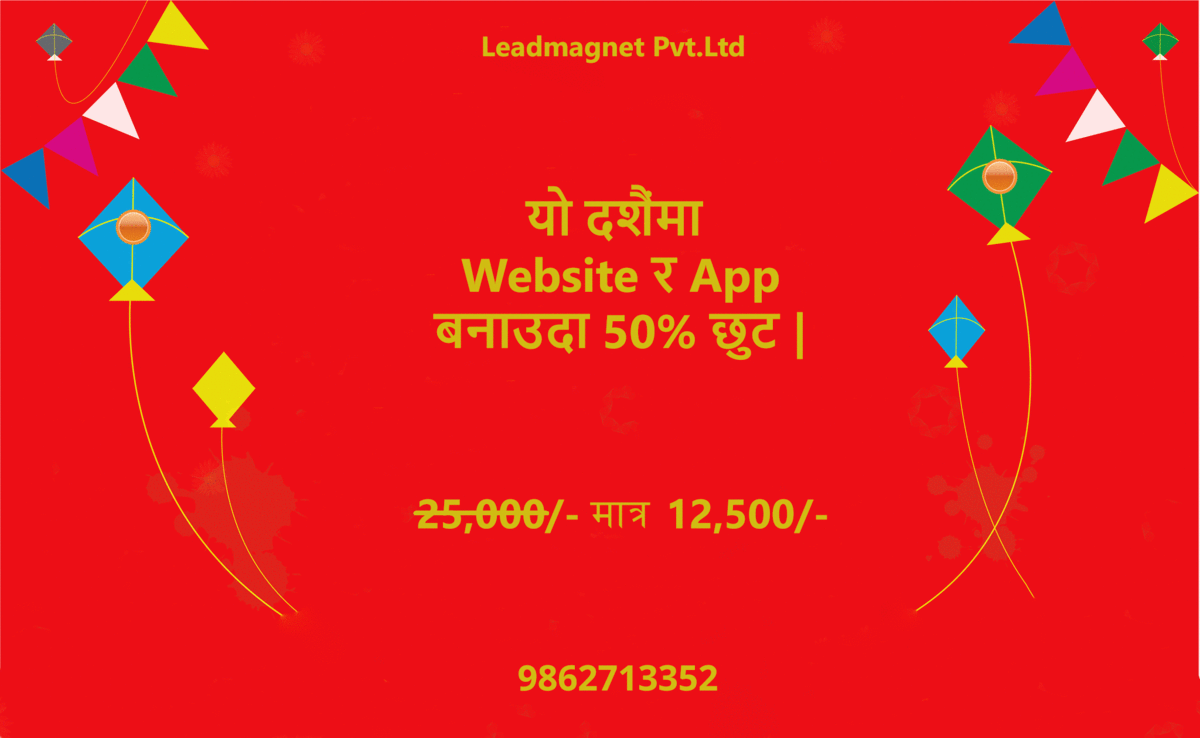 Leadmagnet Pvt.Ltd
यो दशैंमा
Website र App
बनाउदा 50% छुट |
25,000/- मात्र 12,500/-
9862713352